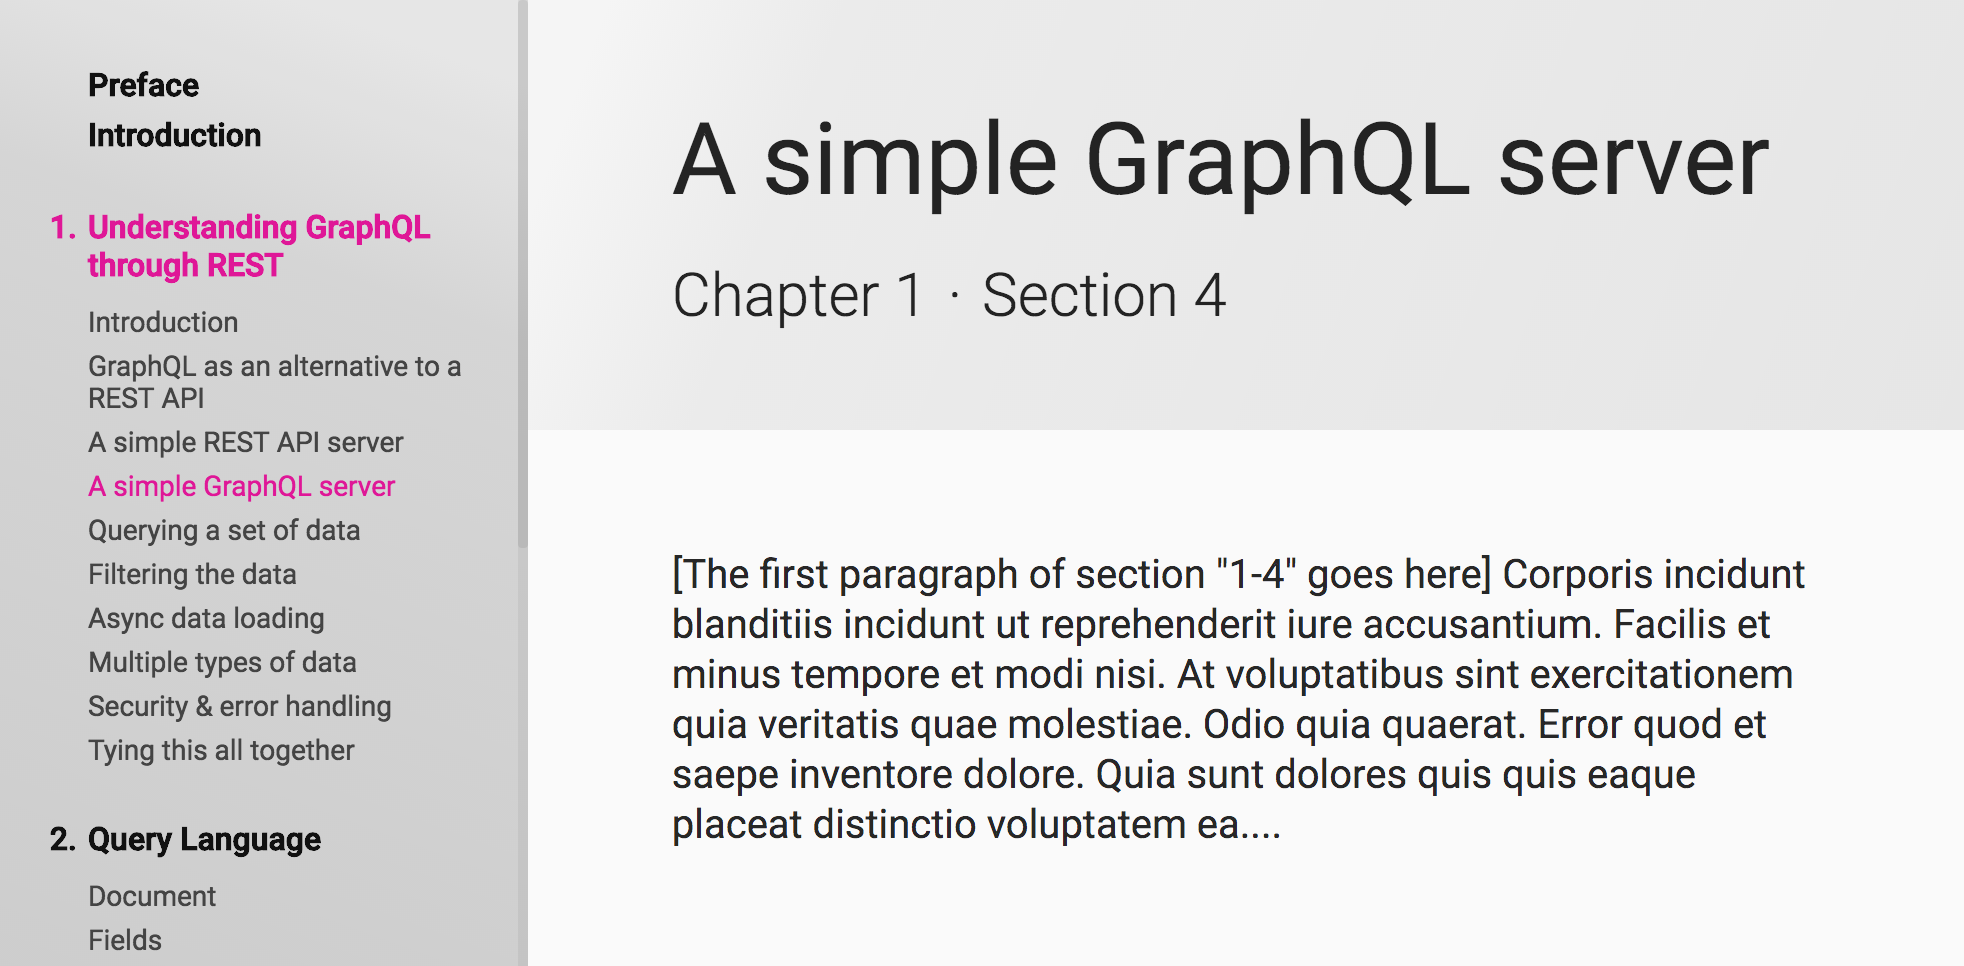 Preface
Introduction
1. Understanding GraphQL
through REST
Introduction
GraphQL as an alternative to a
REST API
A simple REST API server
A simple GraphQL server
Querying a set of data
Filtering the data
Async data loading
Multiple types of data
Security & error handling
Tying this all together
2. Query Language
Document
Fields
A simple GraphQL server
Chapter 1 · Section 4
[The first paragraph of section "1-4" goes here] Corporis incidunt
blanditiis incidunt ut reprehenderit iure accusantium. Facilis et
minus tempore et modi nisi. At voluptatibus sint exercitationem
quia veritatis quae molestiae. Odio quia quaerat. Error quod et
saepe inventore dolore. Quia sunt dolores quis quis eaque
placeat distinctio voluptatem ea....